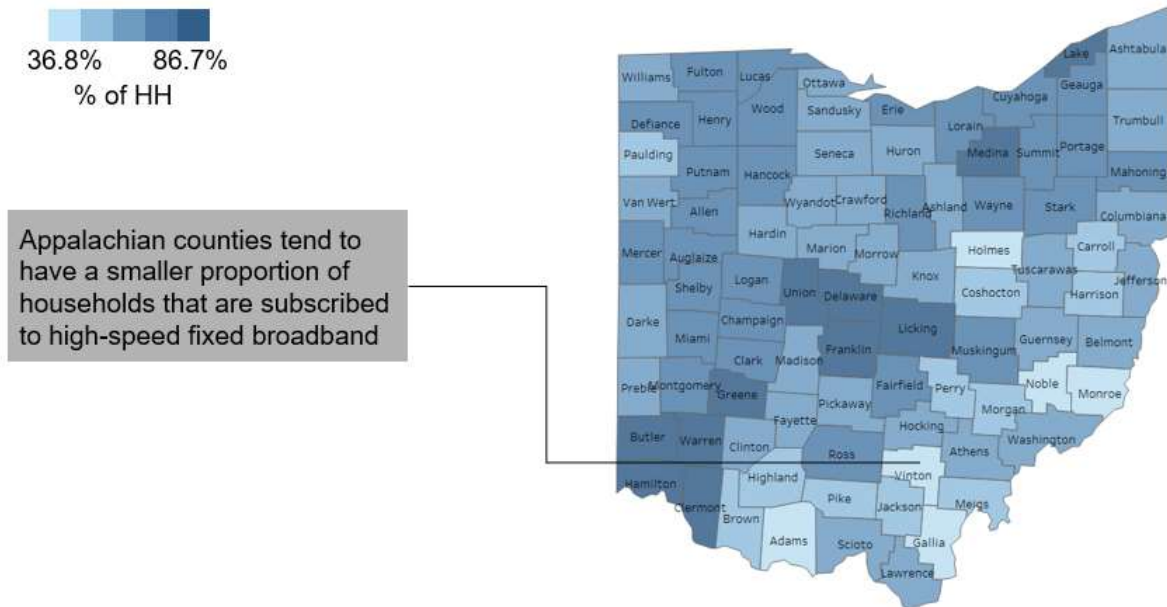 36.8% 86.7%
% of HH
Appalachian counties tend to
have a smaller proportion of
households that are subscribed
to high-speed fixed broadband
Williams
Fulton
Lucas
Ottawa
Lake
Ashtabula
Geauga
Cuyahoga
Defiance
Henry
Wood
Sandusky
Erie
Lorain
Trumbull
Paulding
Seneca
Huron
Medina
Summit
Portage
Putnam
Hancock
Mahoning
Van Wert
Allen
Wyandot
Crawford
Richland
Ashland
Wayne
Stark
Columbiana
Hardin
Mercer
Auglaize
Marion
Morrow
Holmes
Carroll
Tuscarawas
Jefferson
Logan
Shelby
Union
Delaware
Knox
Coshocton
Harrison
Darke
Miami
Champaign
Licking
Franklin
Muskingum
Guernsey
Belmont
Clark
Madison
Preble
Montgomery
Greene
Pickaway
Fairfield
Perry
Noble
Monroe
Morgan
Fayette
Hocking
Washington
Butler
Warren
Clinton
Ross
Athens
Vinton
Hamilton
Highland
Clermont
Brown
Pike
Jackson
Meigs
Adams
Scioto
Gallia
Lawrence